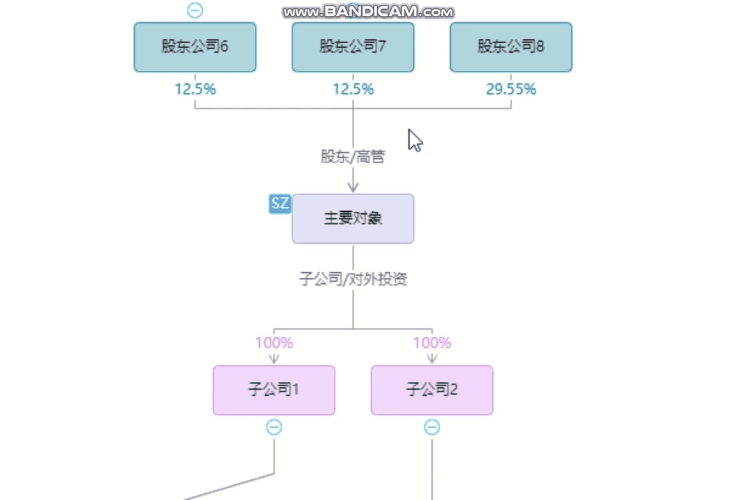 www.BANDICAM.com
股东公司6
股东公司7
股东公司8
12.5%
12.5%
29.55%
股东/高管
SZ
主要对象
子公司/对外投资
100%
100%
子公司1
子公司2